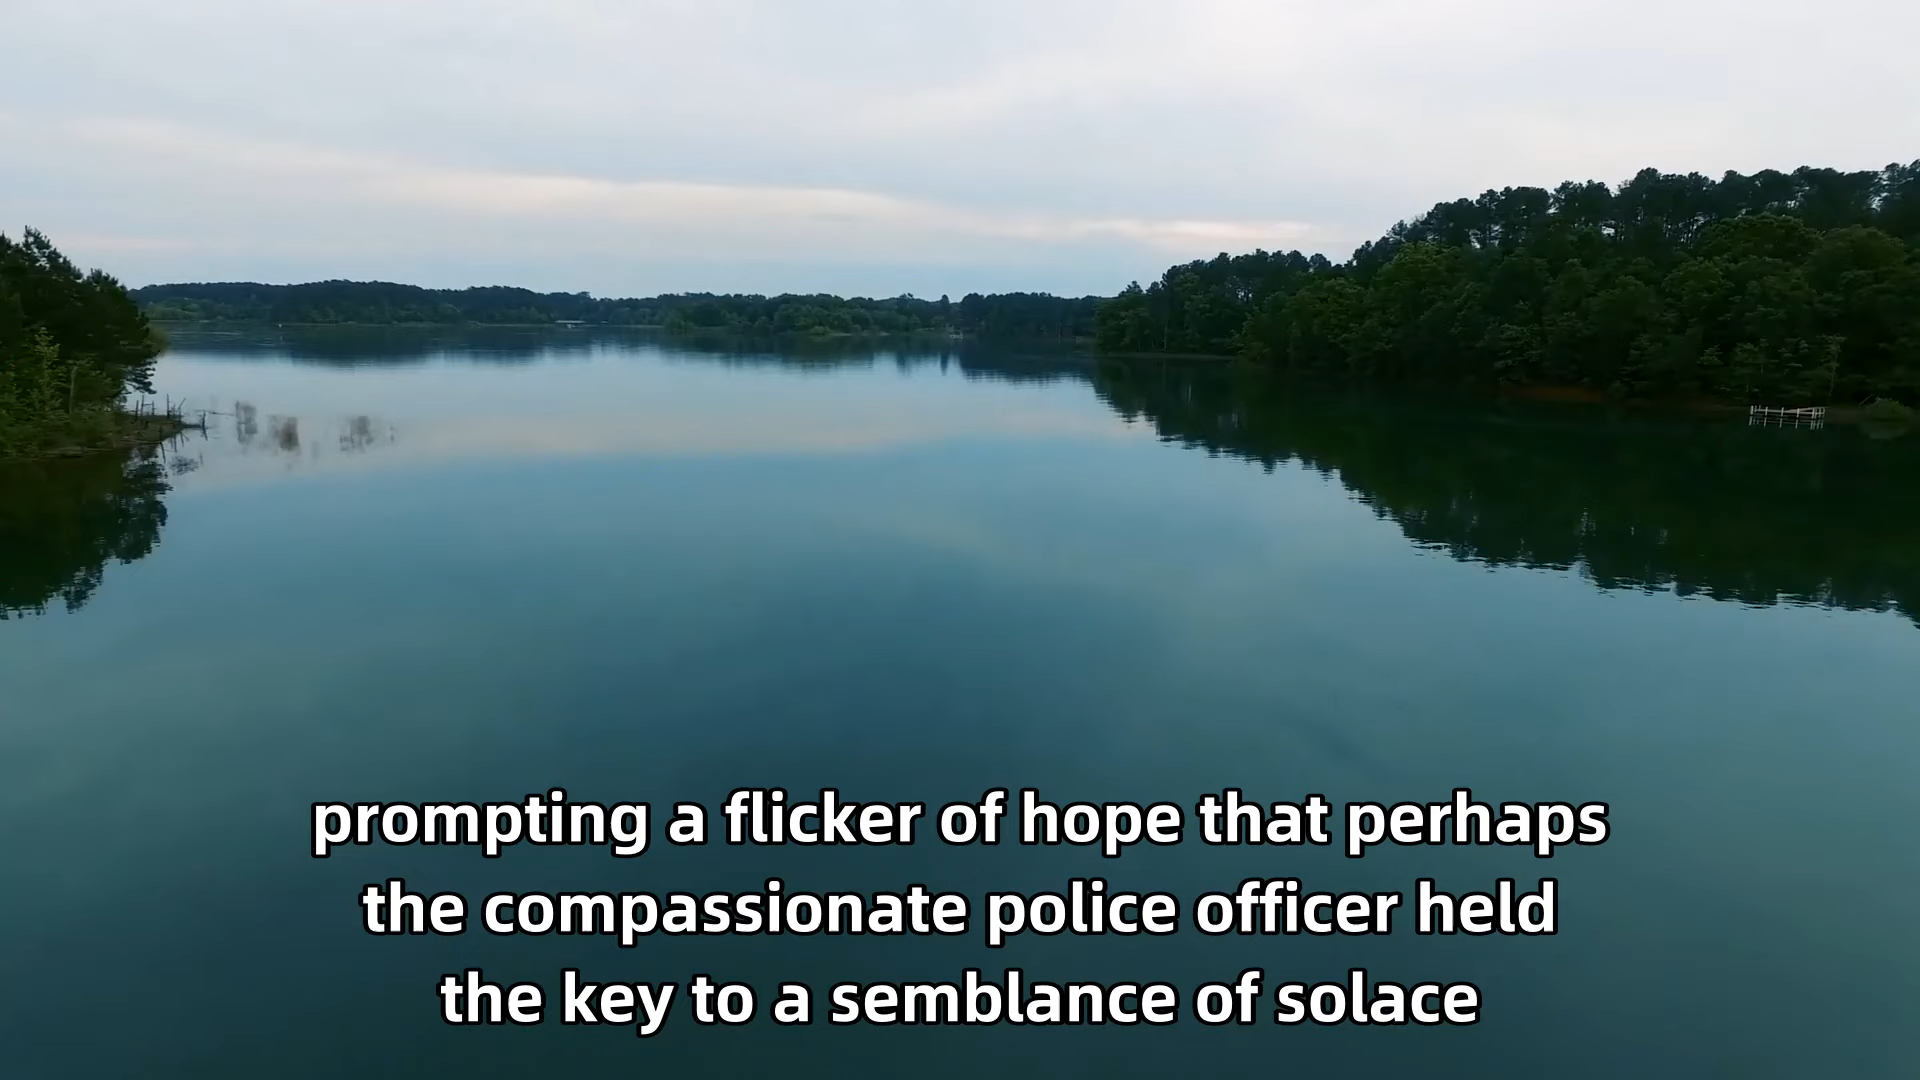 prompting a flicker of hope that perhaps
the compassionate police officer held
the key to a semblance of solace